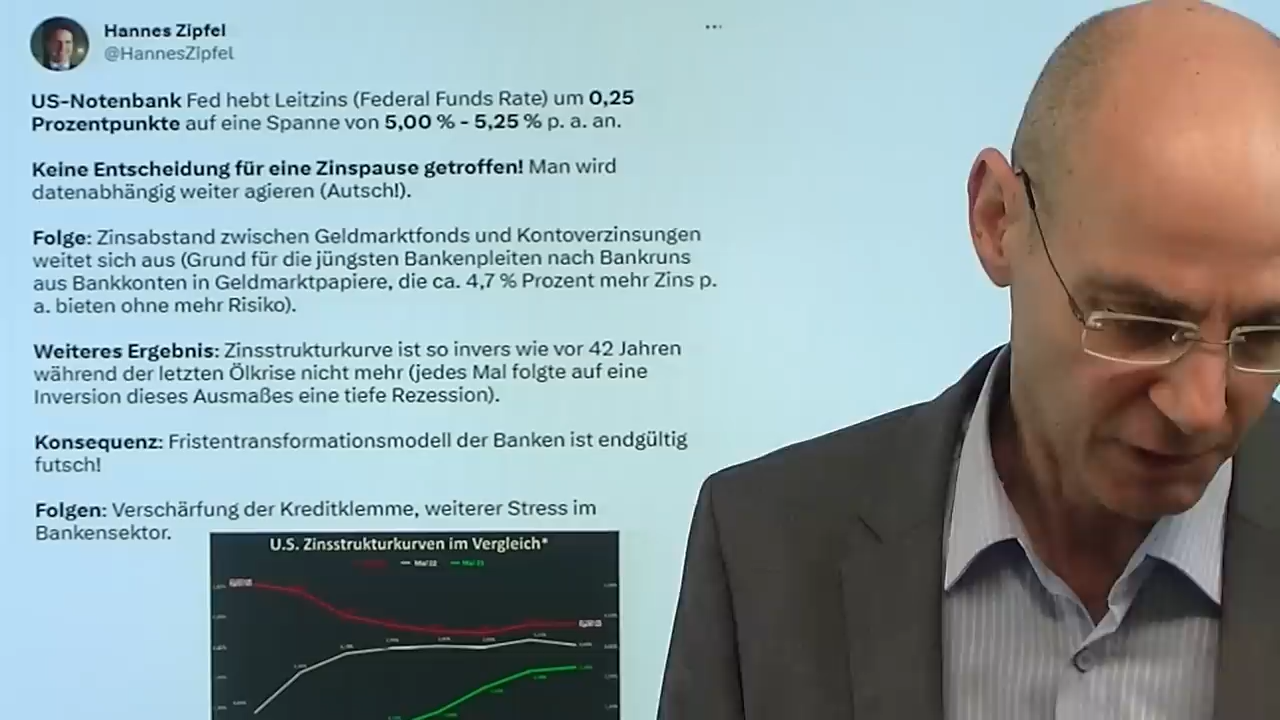 Hannes Zipfel
@HannesZipfel
US-Notenbank Fed hebt Leitzins (Federal Funds Rate) um 0,25
Prozentpunkte auf eine Spanne von 5,00 % - 5,25 % p. a. an.
Keine Entscheidung für eine Zinspause getroffen! Man wird
datenabhängig weiter agieren (Autsch!).
Folge: Zinsabstand zwischen Geldmarktfonds und Kontoverzinsungen
weitet sich aus (Grund für die jüngsten Bankenpleiten nach Bankruns
aus Bankkonten in Geldmarktpapiere, die ca. 4,7 % Prozent mehr Zins p.
a. bieten ohne mehr Risiko).
Weiteres Ergebnis: Zinsstrukturkurve ist so invers wie vor 42 Jahren
während der letzten Ölkrise nicht mehr (jedes Mal folgte auf eine
Inversion dieses Ausmaßes eine tiefe Rezession).
Konsequenz: Fristentransformationsmodell der Banken ist endgültig
futsch!
Folgen: Verschärfung der Kreditklemme, weiterer Stress im
Bankensektor.
U.S. Zinsstrukturkurven im Vergleich*
Mai 22
Mai 21